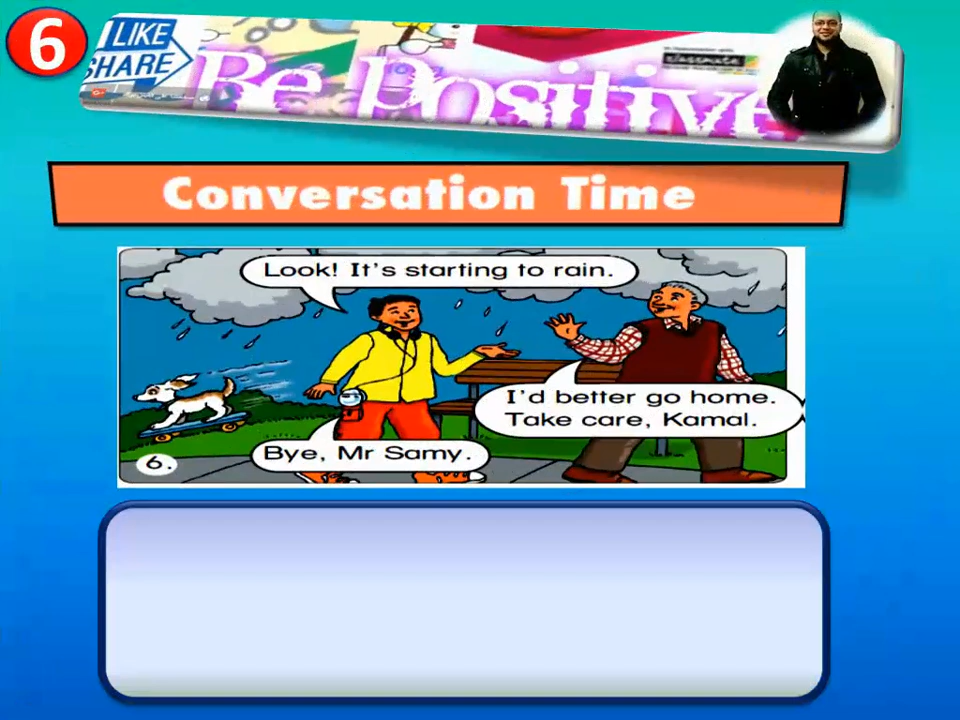 6
LIKE
SHARE
Be Positive
Conversation Time
Look! It's starting to rain.
I'd better go home.
Take care, Kamal.
Bye, Mr Samy.
6.